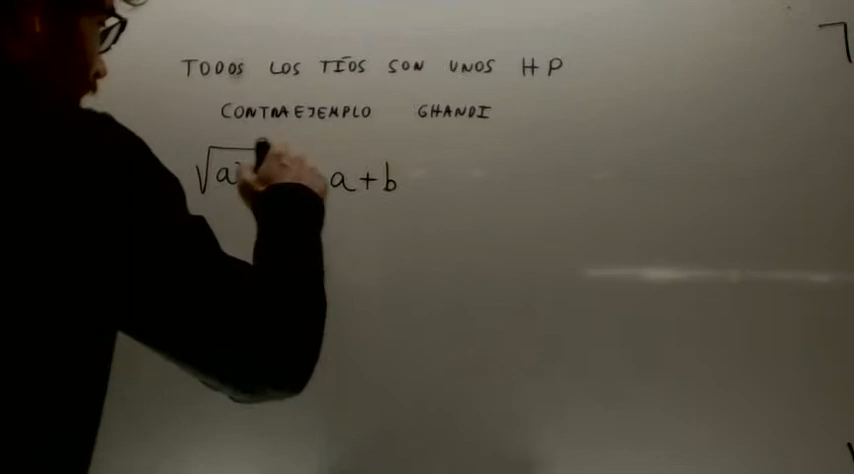 TODOS LOS TÍOS SON UNOS HP
CONTRAEJEMPLO GHANDI
√a a+b